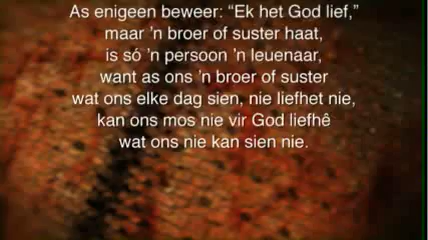 As enigeen beweer: “Ek het God lief,”
maar ’n broer of suster haat,
is só ’n persoon ’n leuenaar,
want as ons ’n broer of suster
wat ons elke dag sien, nie liefhet nie,
kan ons mos nie vir God liefhê
wat ons nie kan sien nie.